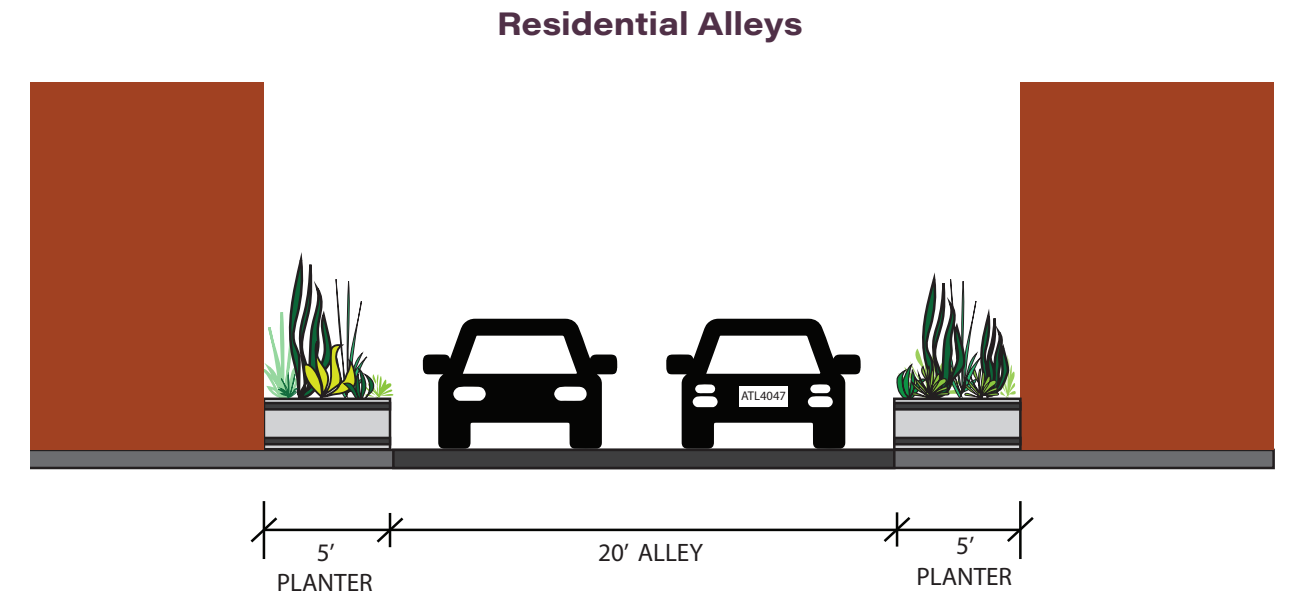 Residential Alleys
ATL4047
5′
PLANTER
20′ ALLEY
5′
PLANTER